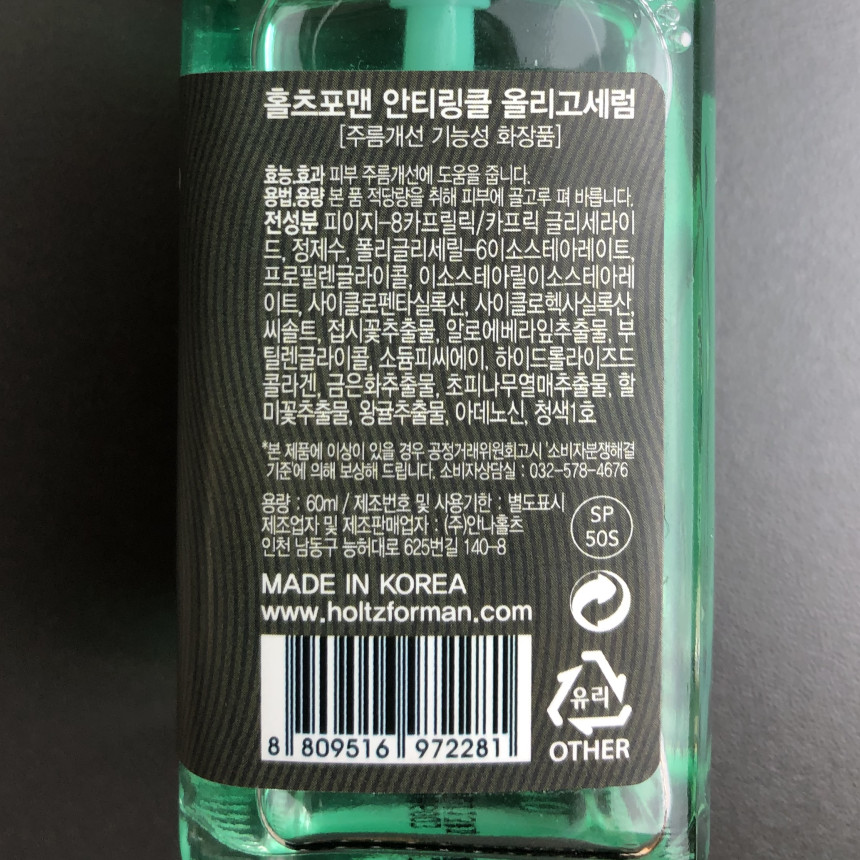 홀츠포맨 안티링클 올리고세럼
[주름개선 기능성 화장품]
효능.효과 피부 주름개선에 도움을 줍니다.
용법.용량 본 품 적당량을 취해 피부에 골고루 펴 바릅니다.
전성분 피이지-8카프릴릭/카프릭 글리세라이
드, 정제수, 폴리글리세릴-6이소스테아레이트,
프로필렌글라이콜, 이소스테아릴이소스테아레
이트, 사이클로펜타실록산, 사이클로헥사실록산,
씨솔트, 접시꽃추출물, 알로에베라잎추출물, 부
틸렌글라이콜, 소듐피씨에이, 하이드롤라이즈드
콜라겐, 금은화추출물, 초피나무열매추출물, 할
미꽃추출물, 왕귤추출물, 아데노신, 청색1호
*본 제품에 이상이 있을 경우 공정거래위원회고시 '소비자분쟁해결
기준'에 의해 보상해 드립니다. 소비자상담실 : 032-578-4676
용량 : 60ml / 제조번호 및 사용기한 : 별도표시
제조업자 및 제조판매업자 : (주)안나홀츠
인천 남동구 능허대로 625번길 140-8
SP
50S
MADE IN KOREA
www.holtzforman.com
8 809516 972281
유리
OTHER